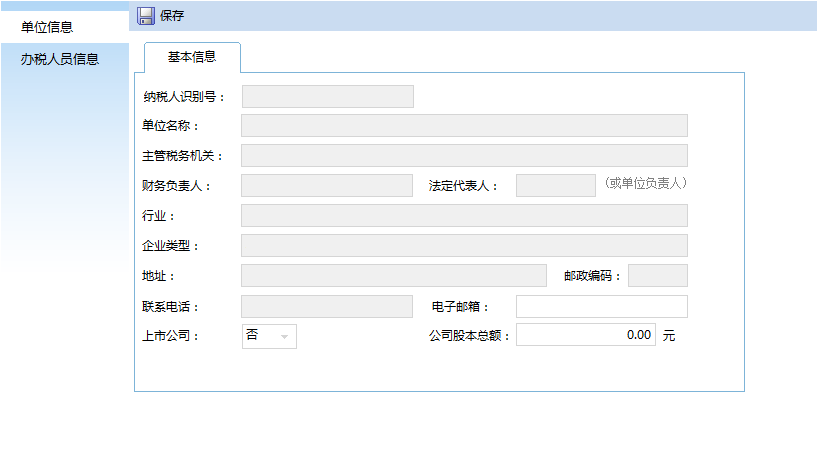 单位信息
办税人员信息
保存
基本信息
纳税人识别号：
单位名称：
主管税务机关：
财务负责人：
法定代表人：
（或单位负责人）
行业：
企业类型：
地址：
邮政编码：
联系电话：
电子邮箱：
上市公司：
否
公司股本总额：
0.00
元